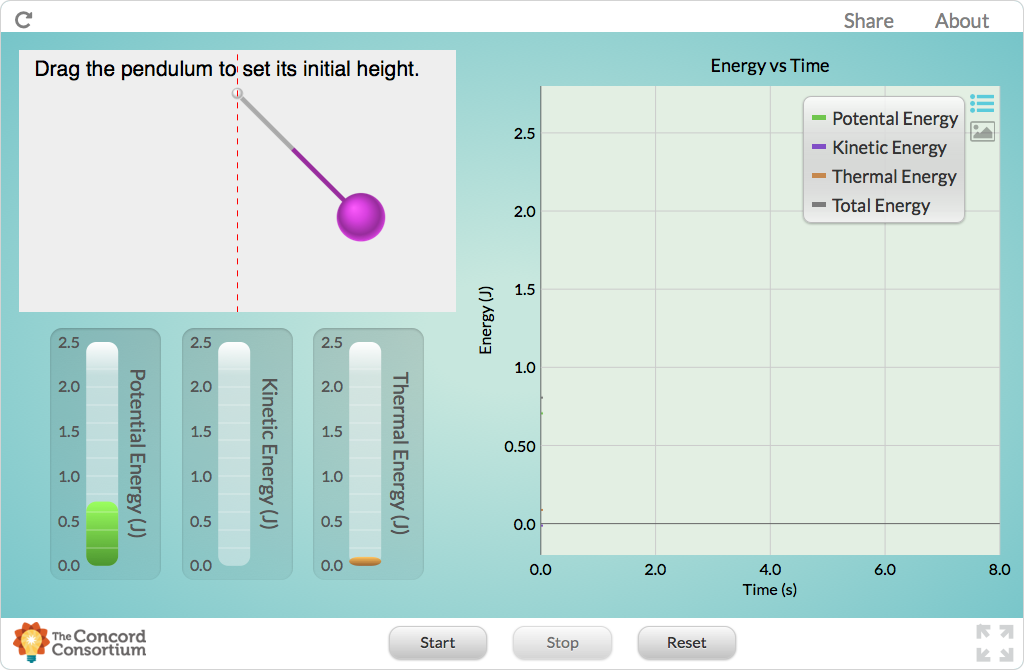 Share About
Drag the pendulum to set its initial height.
Energy vs Time
Potental Energy
Kinetic Energy
Thermal Energy
Total Energy
2.5
2.0
1.5
1.0
0.50
0.0
Energy (J)
0.0 2.0 4.0 6.0 8.0
Time (s)
2.5
2.0
1.5
1.0
0.5
0.0
Potential Energy (J)
2.5
2.0
1.5
1.0
0.5
0.0
Kinetic Energy (J)
2.5
2.0
1.5
1.0
0.5
0.0
Thermal Energy (J)
The Concord
Consortium
Start Stop Reset